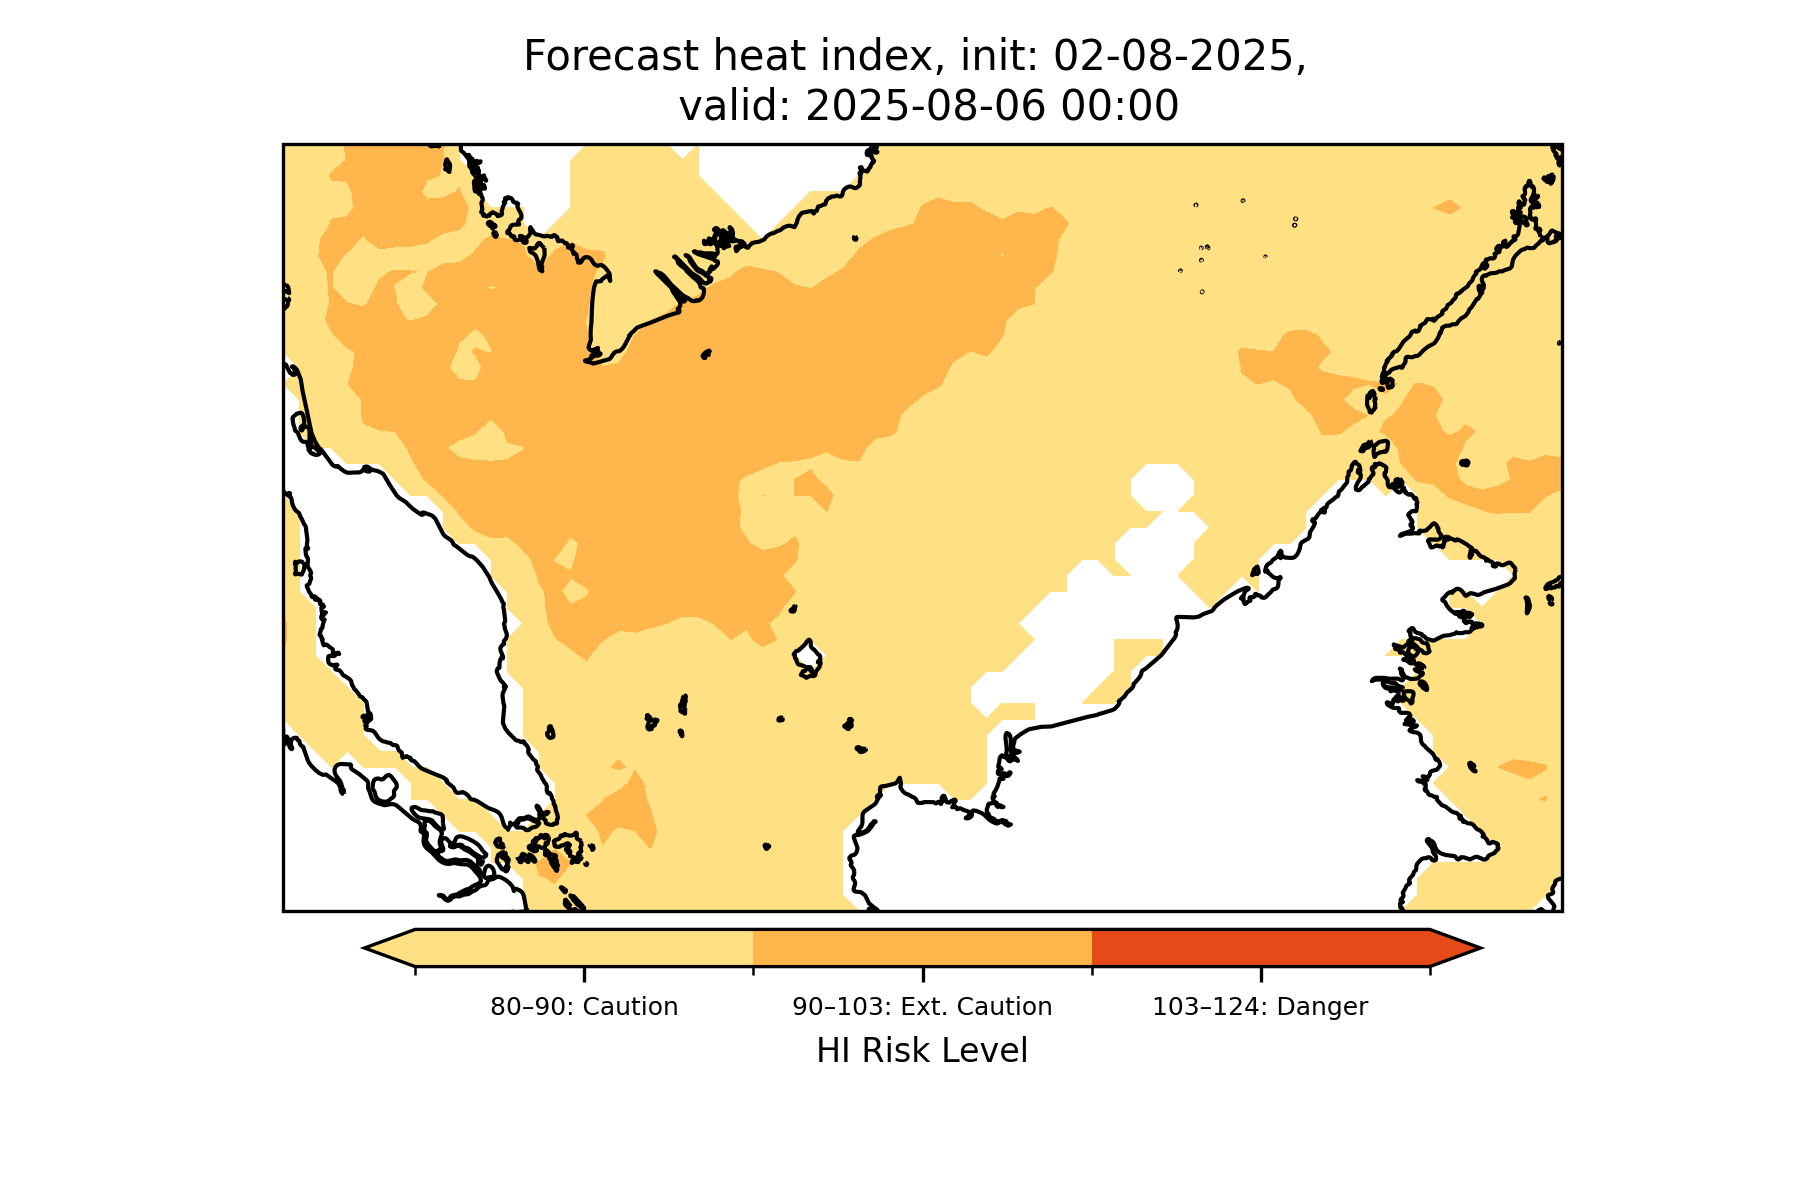 Forecast heat index, init: 02-08-2025,
valid: 2025-08-06 00:00
80–90: Caution
90–103: Ext. Caution
103–124: Danger
HI Risk Level